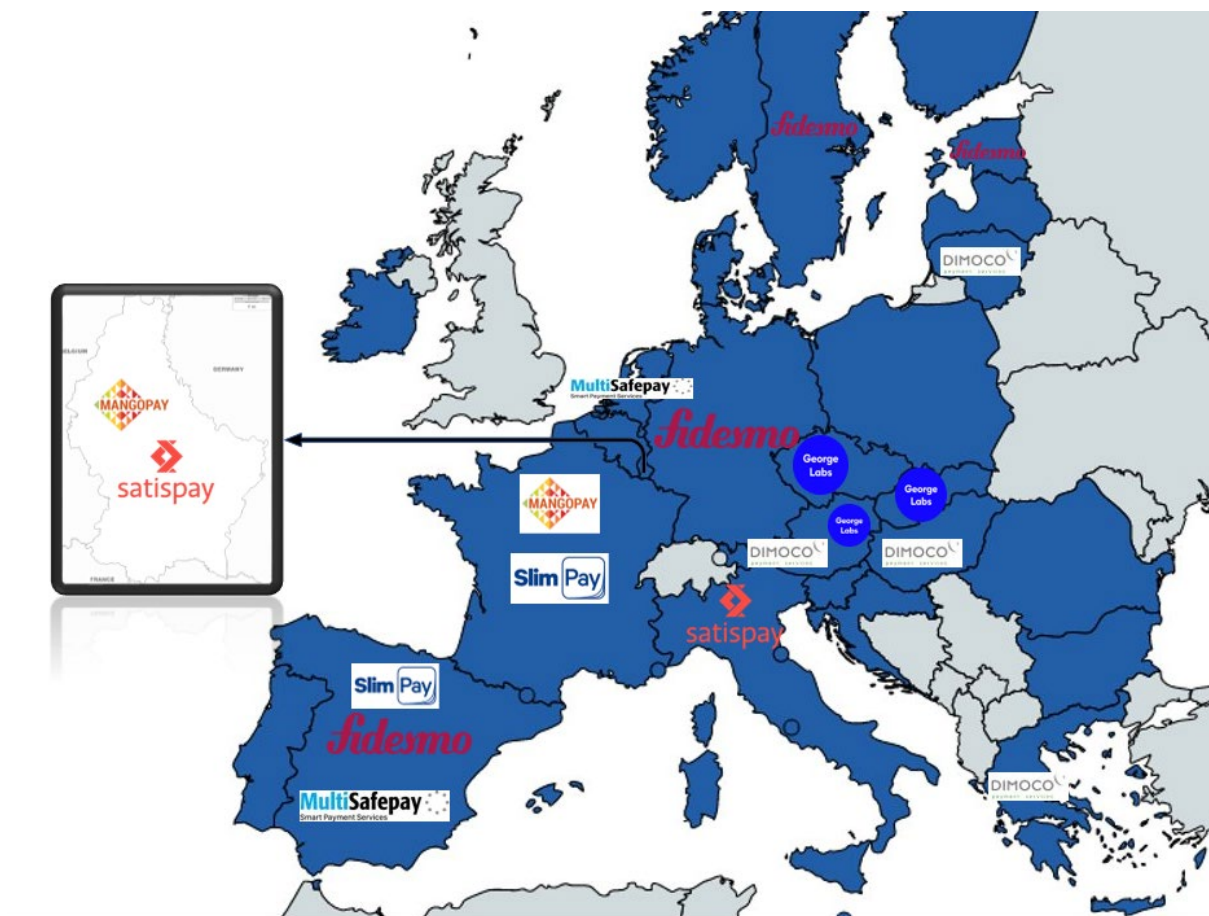 fidesmo
fidesmo
DIMOCO
payment services
BELGIUM
GERMANY
MANGOPAY
satispay
FRANCE
MultiSafepay
Smart Payment Services
fidesmo
George
Labs
George
Labs
George
Labs
MANGOPAY
DIMOCO
payment services
DIMOCO
payment services
Slim Pay
satispay
Slim Pay
fidesmo
DIMOCO
payment services
MultiSafepay
Smart Payment Services